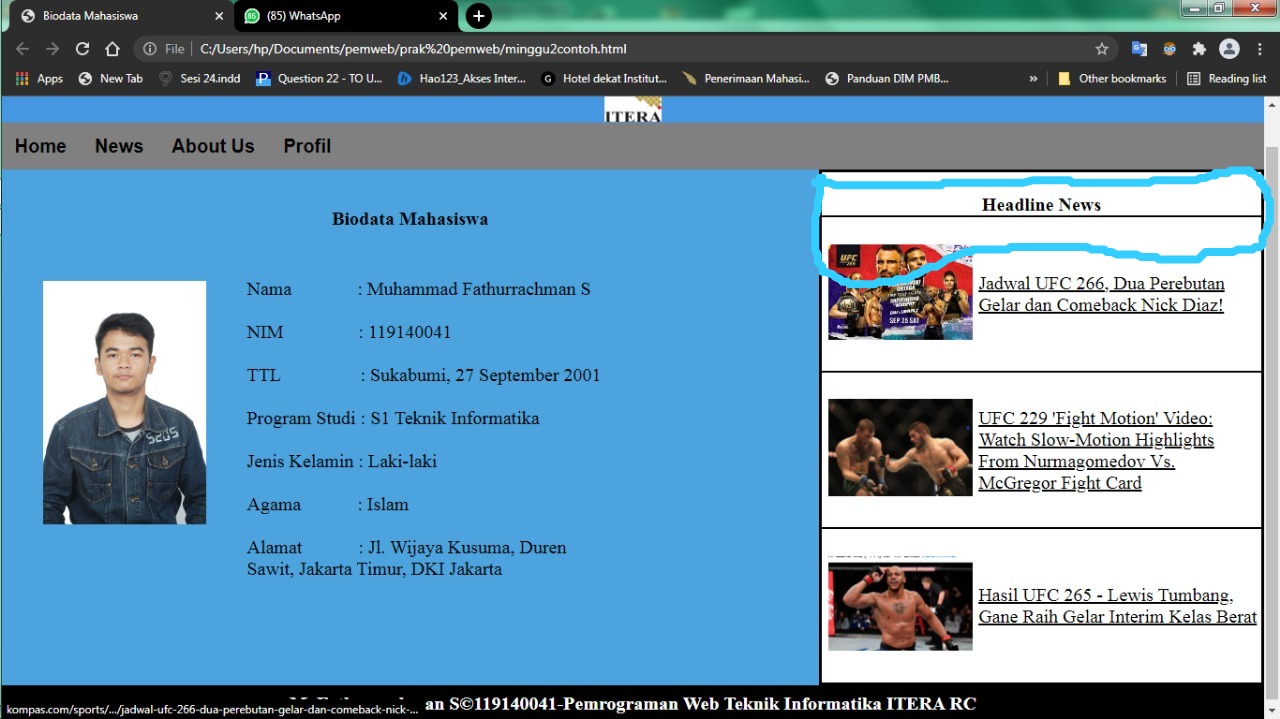 Biodata Mahasiswa
(85) WhatsApp
File
C:/Users/hp/Documents/pemweb/prak%20pemweb/minggu2contoh.html
Apps
New Tab
Sesi 24.indd
Question 22 - TO U...
Hao123_Akses Inter...
Hotel dekat Institut...
Penerimaan Mahasi...
Panduan DIM PMB...
»
Other bookmarks
Reading list
ITERA
Home
News
About Us
Profil
Biodata Mahasiswa
Nama : Muhammad Fathurrachman S
NIM : 119140041
TTL : Sukabumi, 27 September 2001
Program Studi : S1 Teknik Informatika
Jenis Kelamin : Laki-laki
Agama : Islam
Alamat : Jl. Wijaya Kusuma, Duren
Sawit, Jakarta Timur, DKI Jakarta
Headline News
UFC
266
SEP 25 SAT
Jadwal UFC 266, Dua Perebutan
Gelar dan Comeback Nick Diaz!
UFC 229 'Fight Motion' Video:
Watch Slow-Motion Highlights
From Nurmagomedov Vs.
McGregor Fight Card
Hasil UFC 265 - Lewis Tumbang,
Gane Raih Gelar Interim Kelas Berat
an S©119140041-Pemrograman Web Teknik Informatika ITERA RC
kompas.com/sports/.../jadwal-ufc-266-dua-perebutan-gelar-dan-comeback-nick-...